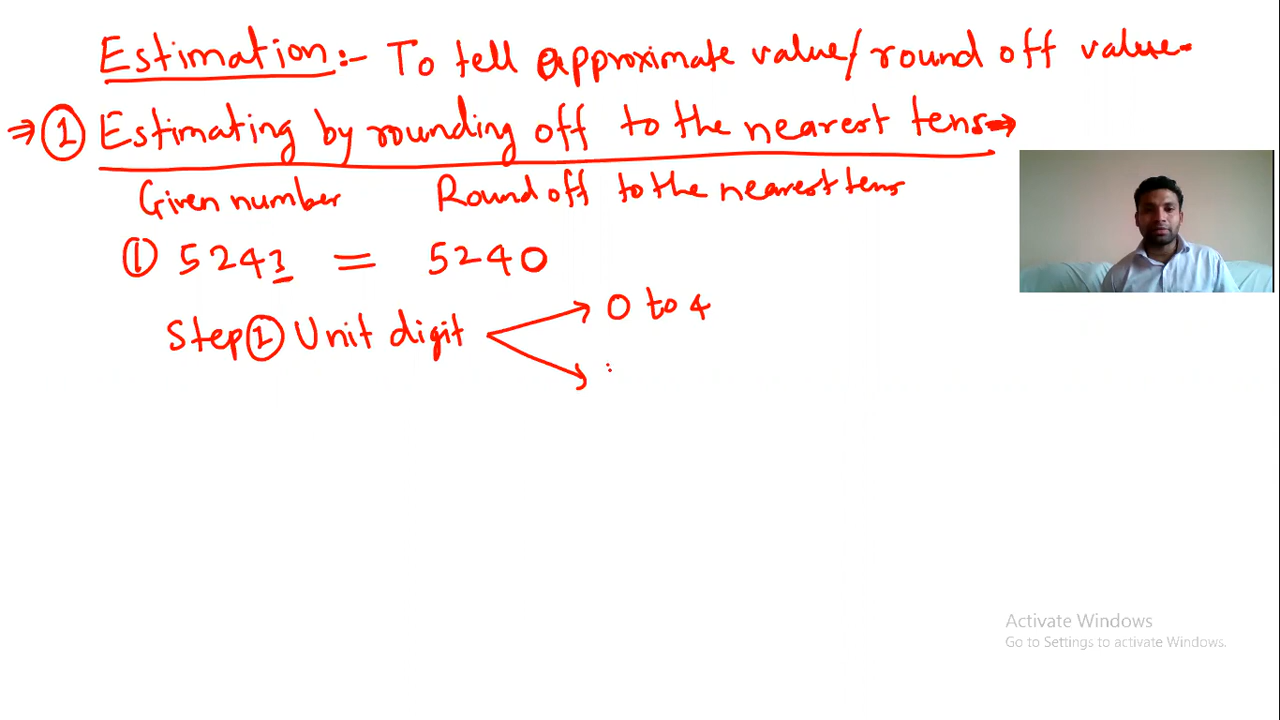 Estimation:- To tell approximate value/round off value-
⇒ ① Estimating by rounding off to the nearest tens→
Given number Round off to the nearest tens
① 5243 = 5240
Step ① Unit digit → 0 to 4
→
Activate Windows
Go to Settings to activate Windows.